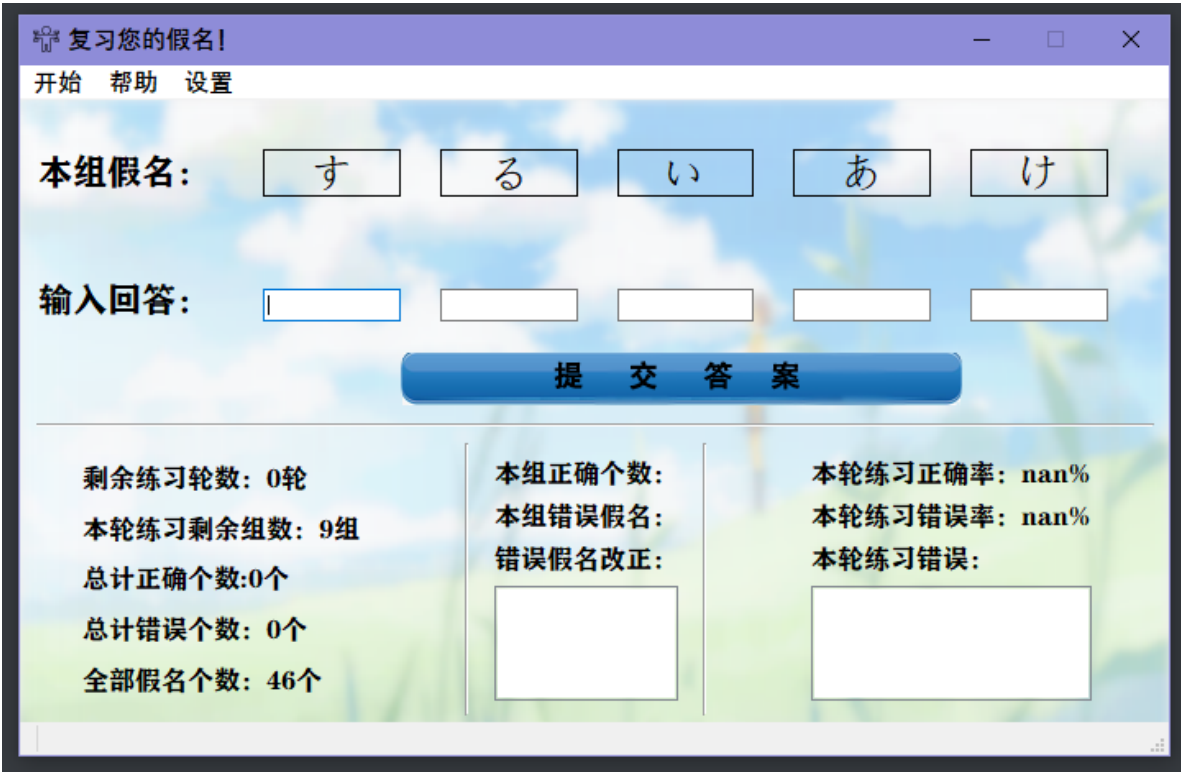 复习您的假名！
开始 帮助 设置
本组假名： す る い あ け
输入回答：
提 交 答 案
剩余练习轮数：0轮
本轮练习剩余组数：9组
总计正确个数:0个
总计错误个数：0个
全部假名个数：46个
本组正确个数：
本组错误假名：
错误假名改正：
本轮练习正确率：nan%
本轮练习错误率：nan%
本轮练习错误：